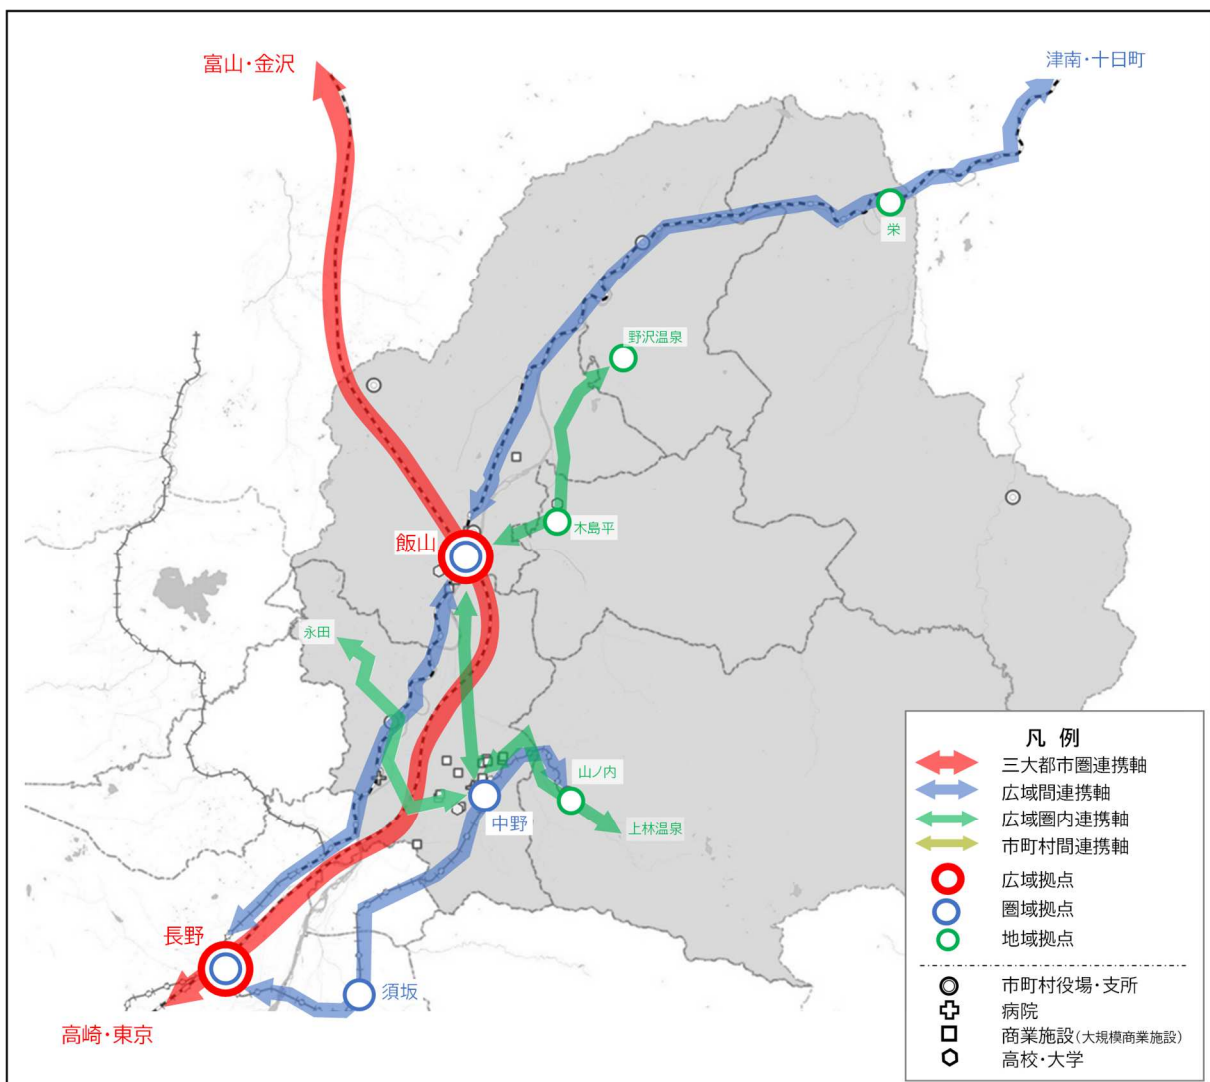 富山・金沢
津南・十日町
栄
野沢温泉
木島平
飯山
永田
山ノ内
中野
上林温泉
長野
須坂
高崎・東京
凡 例
三大都市圏連携軸
広域間連携軸
広域圏内連携軸
市町村間連携軸
広域拠点
圏域拠点
地域拠点
市町村役場・支所
病院
商業施設(大規模商業施設)
高校・大学